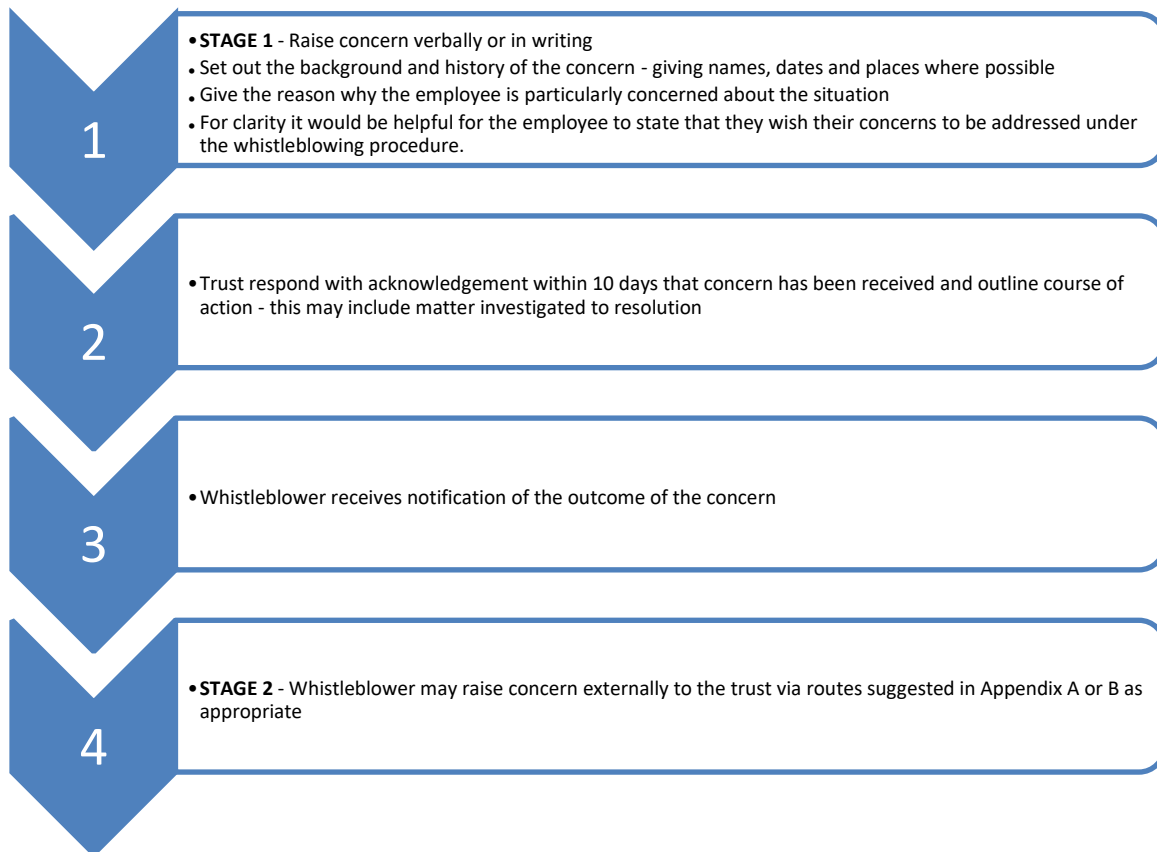 1
•STAGE 1 - Raise concern verbally or in writing
• Set out the background and history of the concern - giving names, dates and places where possible
• Give the reason why the employee is particularly concerned about the situation
• For clarity it would be helpful for the employee to state that they wish their concerns to be addressed under
the whistleblowing procedure.
2
•Trust respond with acknowledgement within 10 days that concern has been received and outline course of
action - this may include matter investigated to resolution
3
•Whistleblower receives notification of the outcome of the concern
4
•STAGE 2 - Whistleblower may raise concern externally to the trust via routes suggested in Appendix A or B as
appropriate